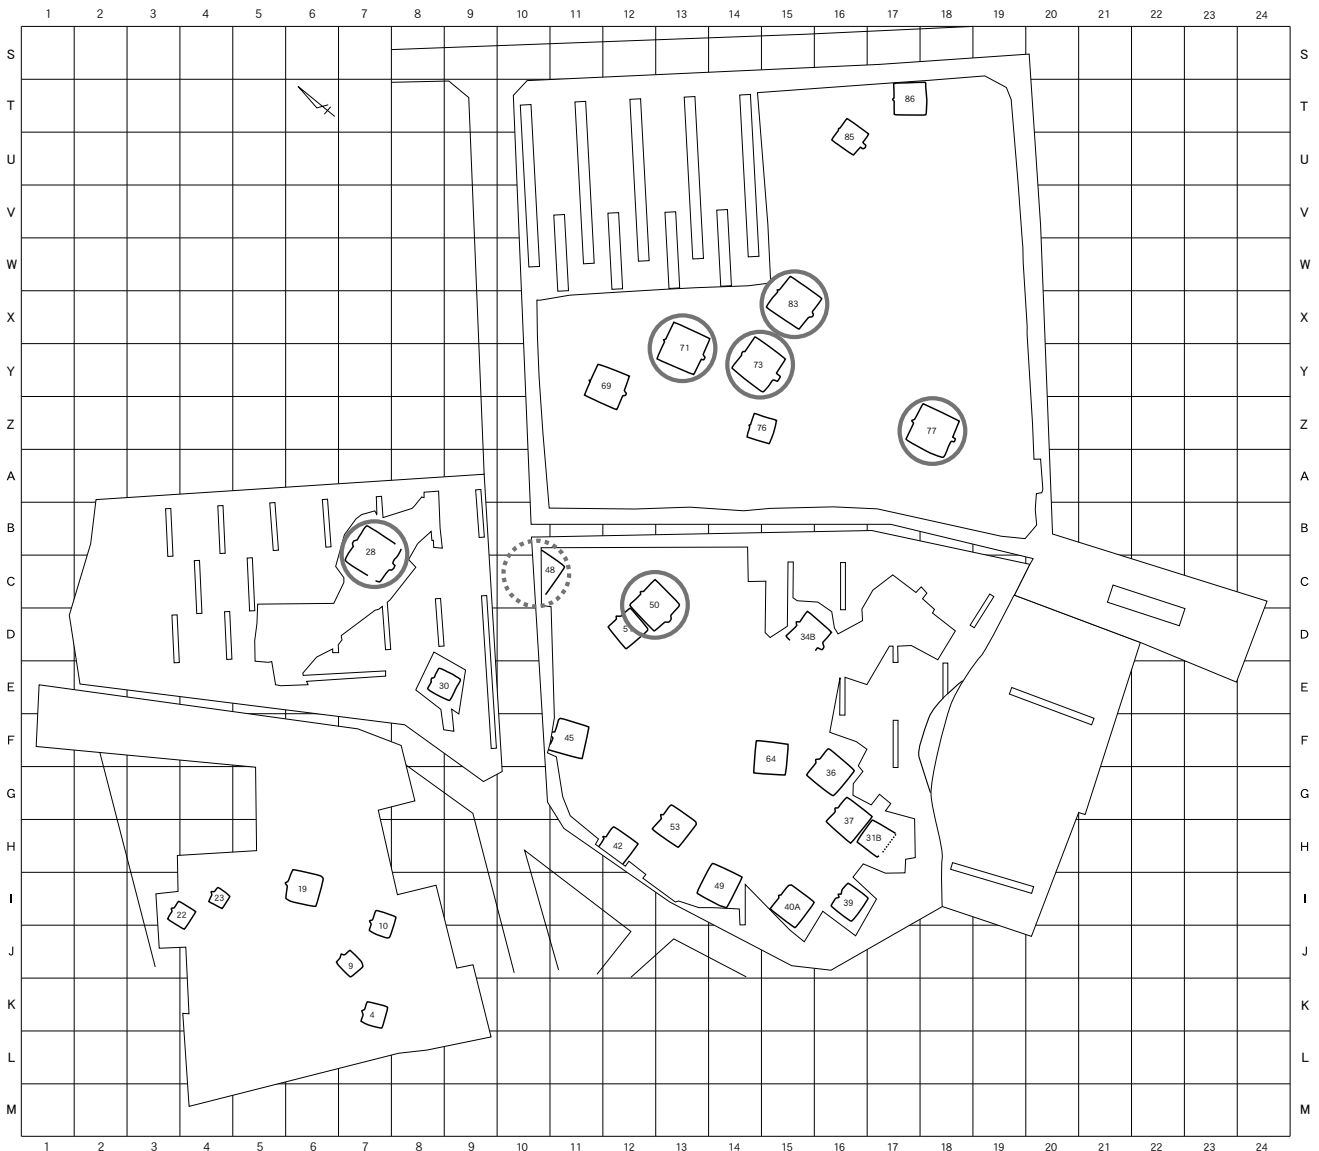 1 2 3 4 5 6 7 8 9 10 11 12 13 14 15 16 17 18 19 20 21 22 23 24
S S
T 86 T
85
U U
V V
W W
83
X X
71
73
Y 69 Y
Z 76 77 Z
A A
B B
28
48
C C
50
51
D 34B D
30
E E
45
F F
64 36
G G
37
53 31B
H 42 H
19 49
I 23 39 I
40A
22
10
J J
9
K 4 K
L L
M M
1 2 3 4 5 6 7 8 9 10 11 12 13 14 15 16 17 18 19 20 21 22 23 24